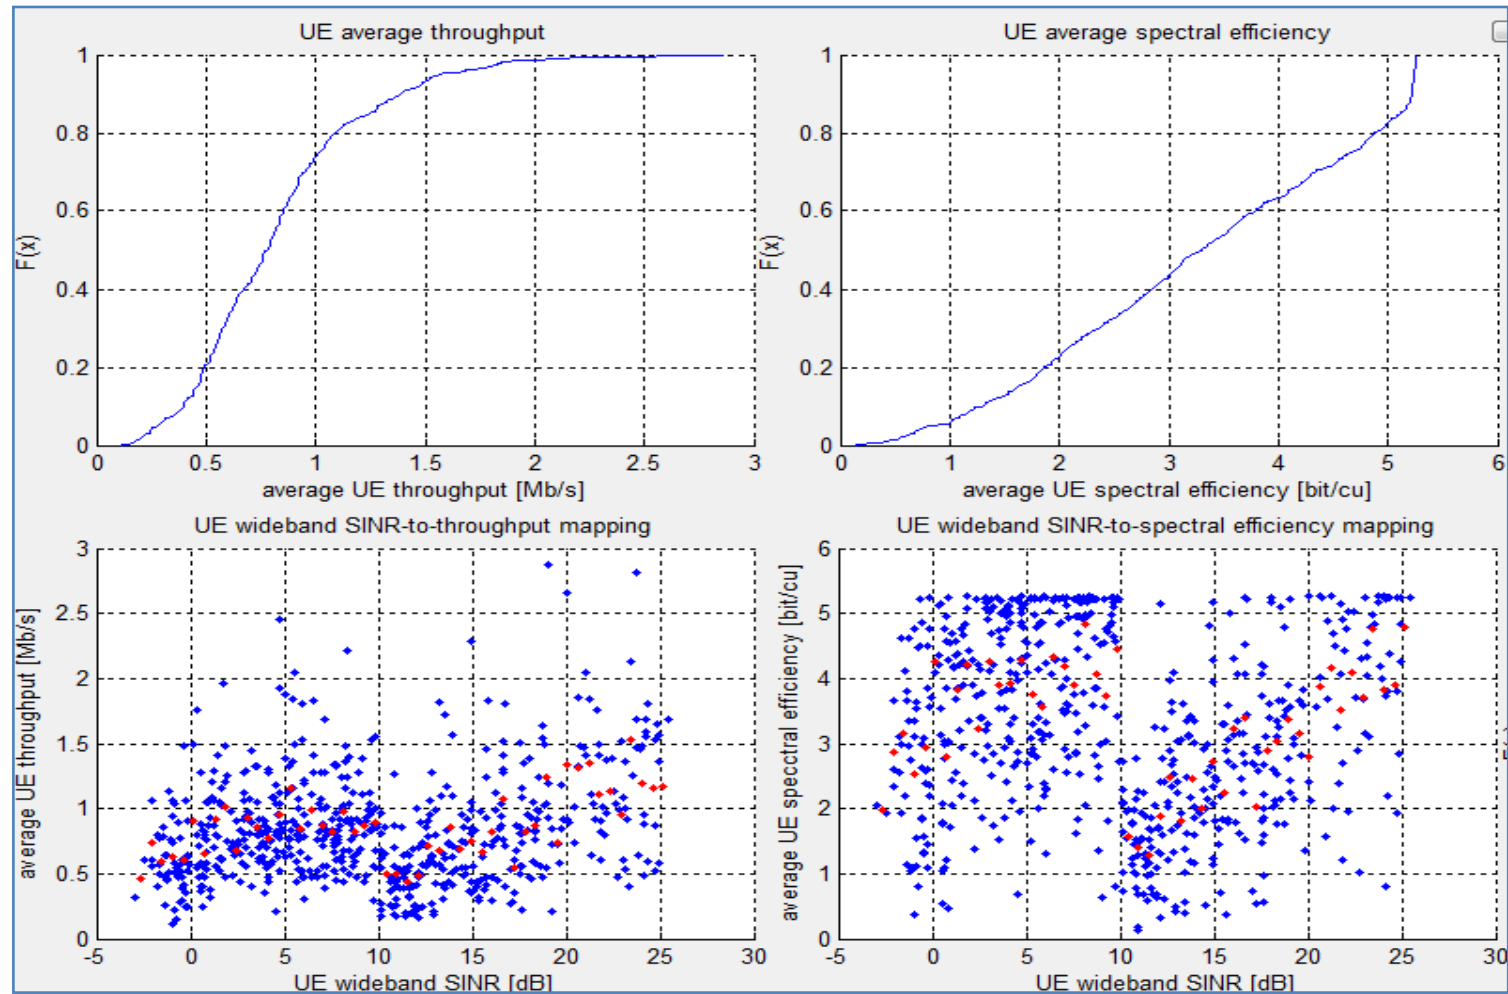 UE average throughput
1
0.8
0.6
0.4
0.2
0
F(x)
0 0.5 1 1.5 2 2.5 3
average UE throughput [Mb/s]
UE average spectral efficiency
1
0.8
0.6
0.4
0.2
0
F(x)
0 1 2 3 4 5 6
average UE spectral efficiency [bit/cu]
UE wideband SINR-to-throughput mapping
3
2.5
2
1.5
1
0.5
0
average UE throughput [Mb/s]
-5 0 5 10 15 20 25 30
UE wideband SINR [dB]
UE wideband SINR-to-spectral efficiency mapping
6
5
4
3
2
1
0
average UE specctral efficiency [bit/cu]
-5 0 5 10 15 20 25 30
UE wideband SINR [dB]